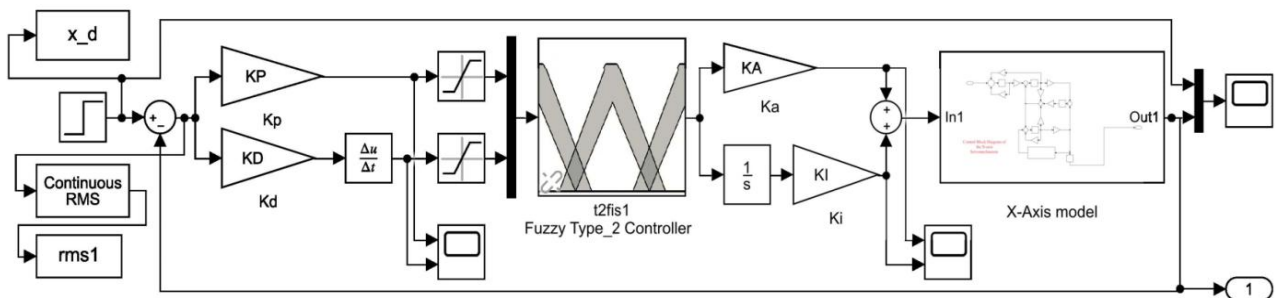 x_d
+
−
KP
Kp
KD
Kd
Δu
Δt
Continuous
RMS
rms1
t2fis1
Fuzzy Type_2 Controller
KA
Ka
1
s
KI
Ki
+
+
In1
Out1
X-Axis model
1